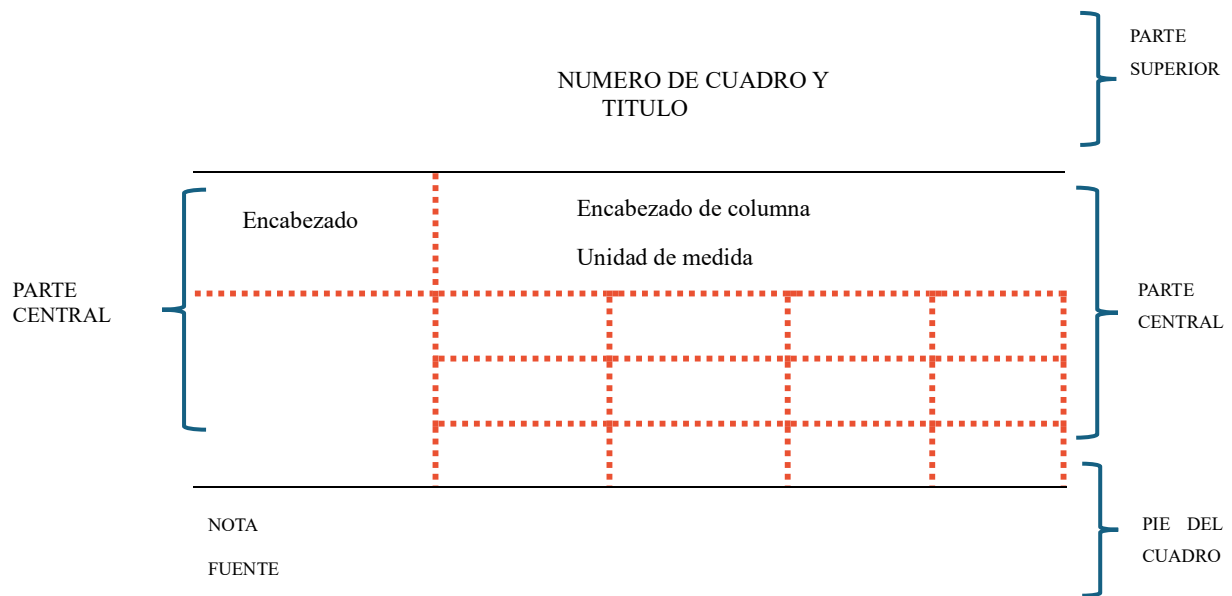 PARTE
SUPERIOR
NUMERO DE CUADRO Y
TITULO
Encabezado
Encabezado de columna
Unidad de medida
PARTE
CENTRAL
PARTE
CENTRAL
NOTA
FUENTE
PIE DEL
CUADRO